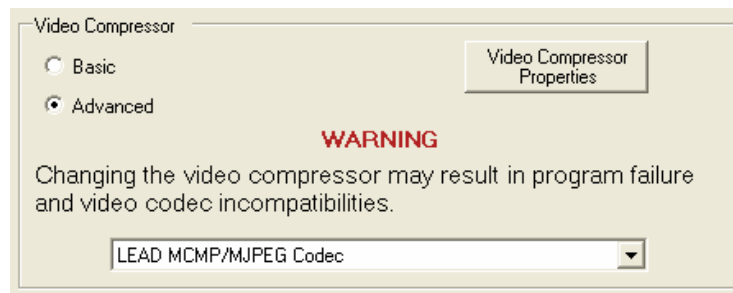 Video Compressor
Basic
Video Compressor
Properties
Advanced
WARNING
Changing the video compressor may result in program failure
and video codec incompatibilities.
LEAD MCMP/MJPEG Codec